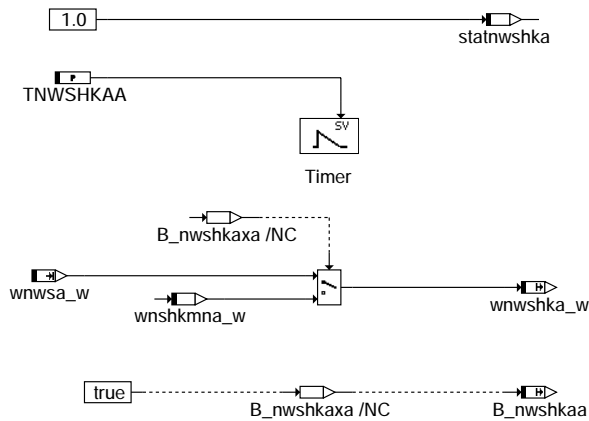 1.0
statnwshka
P
TNWSHKAA
SV
Timer
B_nwshkaxa /NC
wnwsa_w
wnshkmna_w
wnwshka_w
true
B_nwshkaxa /NC
B_nwshkaa